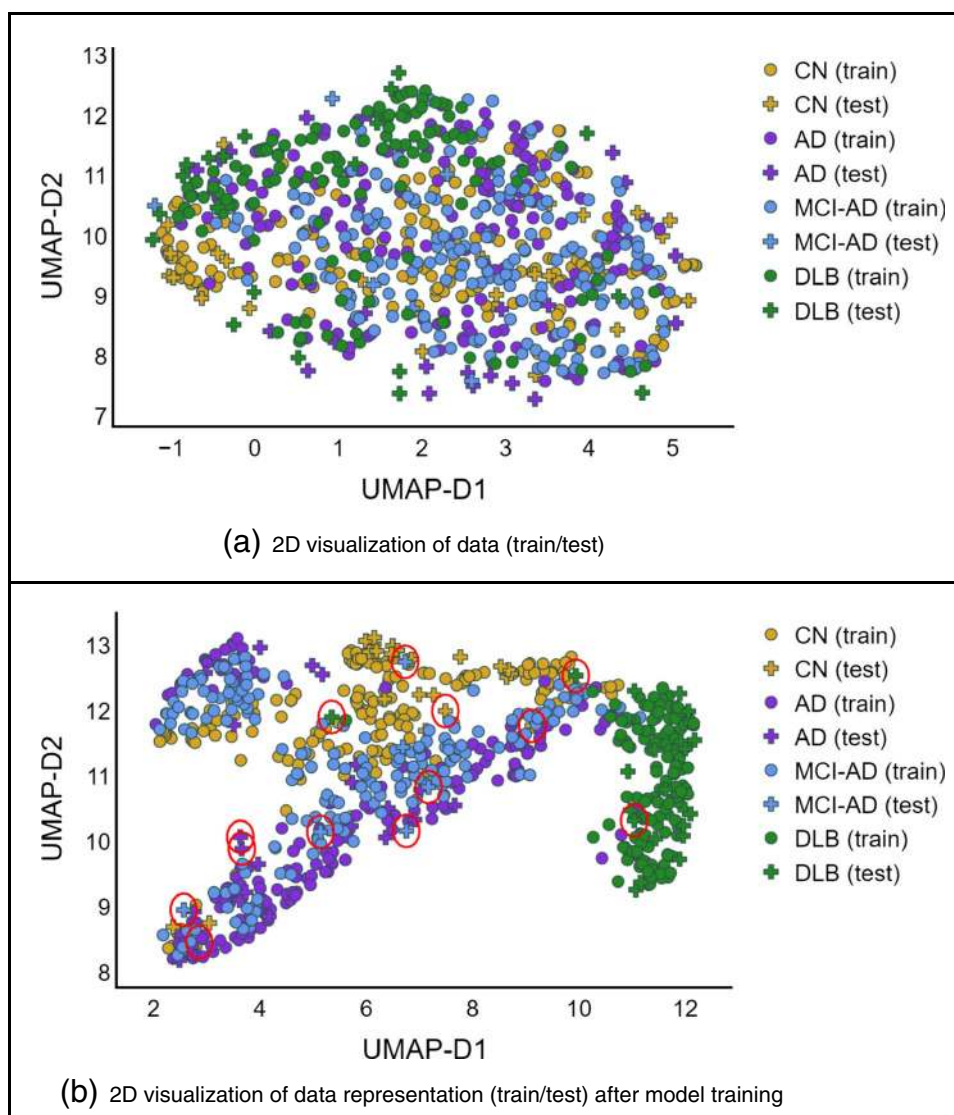 13
12
11
10
9
8
7
UMAP-D2
−1 0 1 2 3 4 5
UMAP-D1
CN (train)
CN (test)
AD (train)
AD (test)
MCI-AD (train)
MCI-AD (test)
DLB (train)
DLB (test)
(a) 2D visualization of data (train/test)
13
12
11
10
9
8
UMAP-D2
2 4 6 8 10 12
UMAP-D1
CN (train)
CN (test)
AD (train)
AD (test)
MCI-AD (train)
MCI-AD (test)
DLB (train)
DLB (test)
(b) 2D visualization of data representation (train/test) after model training